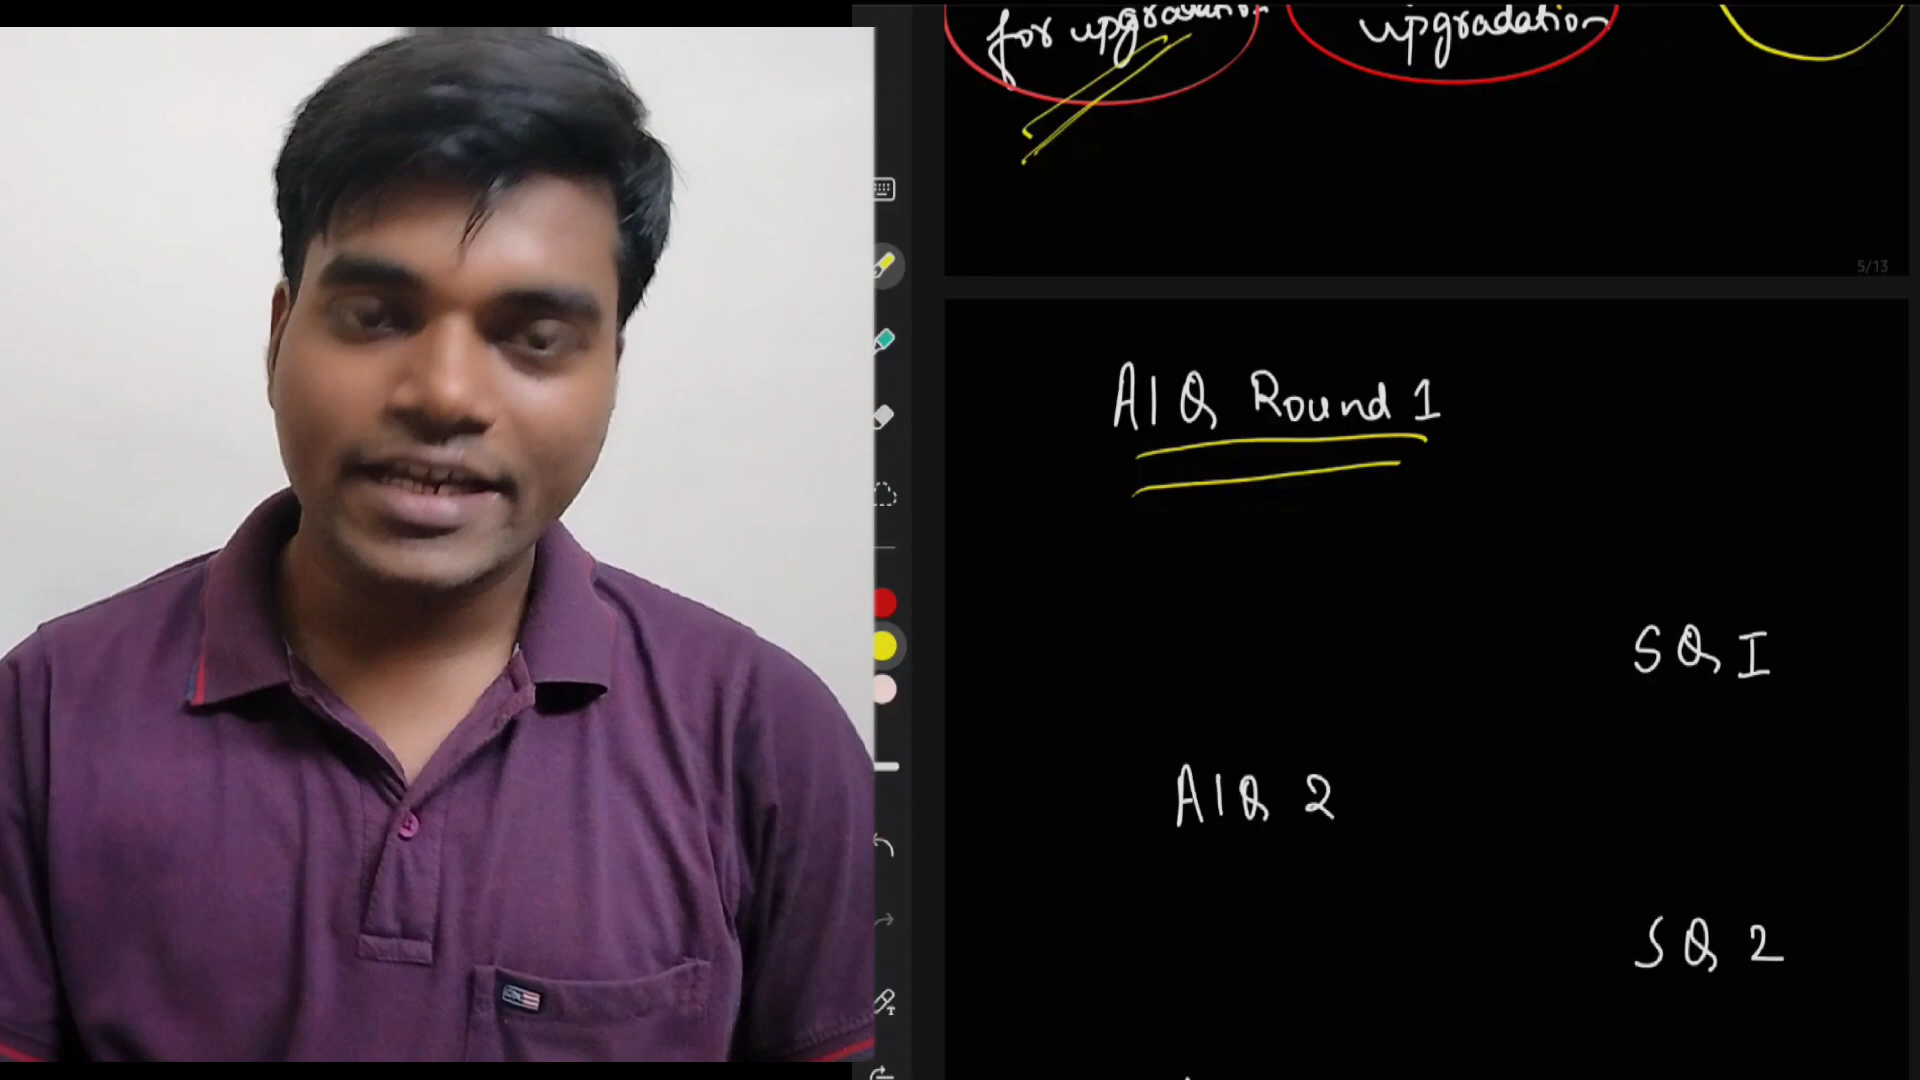 for upgradation
upgradation
5/13
AIQ Round 1
SQ I
AIQ 2
SQ 2